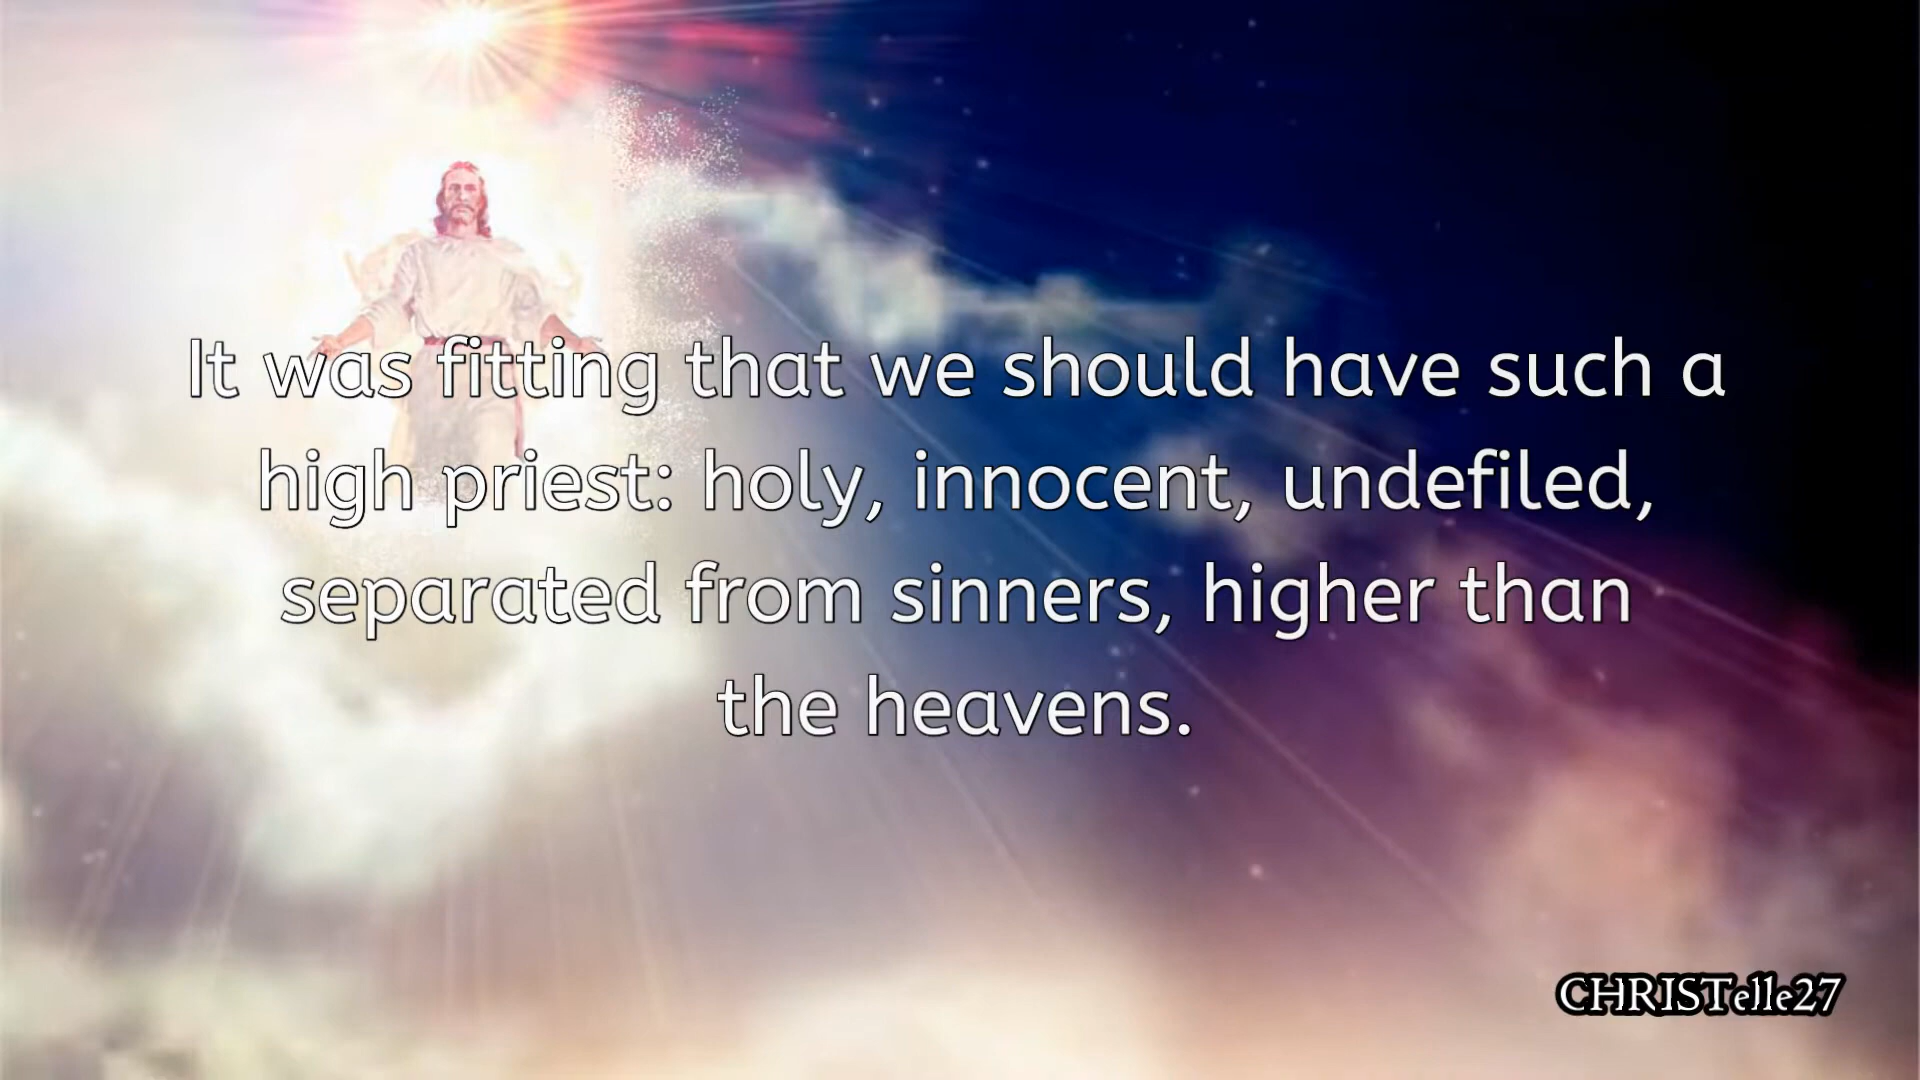 It was fitting that we should have such a
high priest: holy, innocent, undefiled,
separated from sinners, higher than
the heavens.
CHRISTelle27